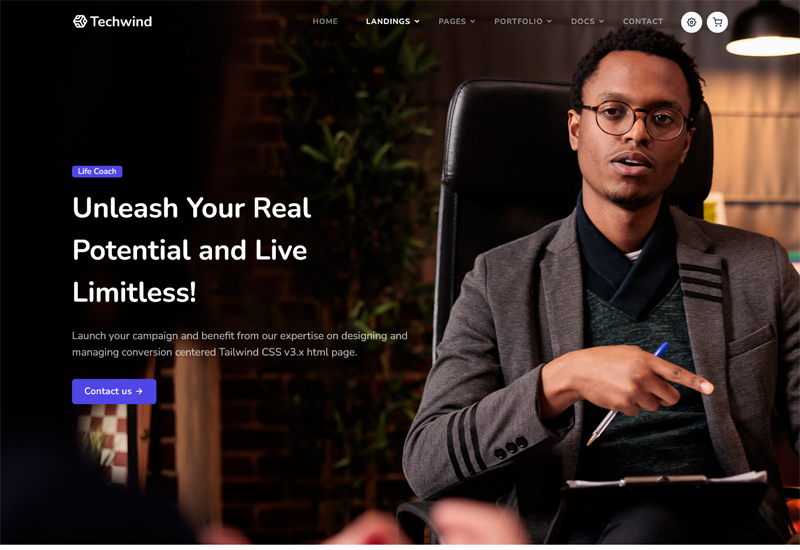 Techwind
HOME LANDINGS PAGES PORTFOLIO DOCS CONTACT
Life Coach
Unleash Your Real
Potential and Live
Limitless!
Launch your campaign and benefit from our expertise on designing and
managing conversion centered Tailwind CSS v3.x html page.
Contact us →